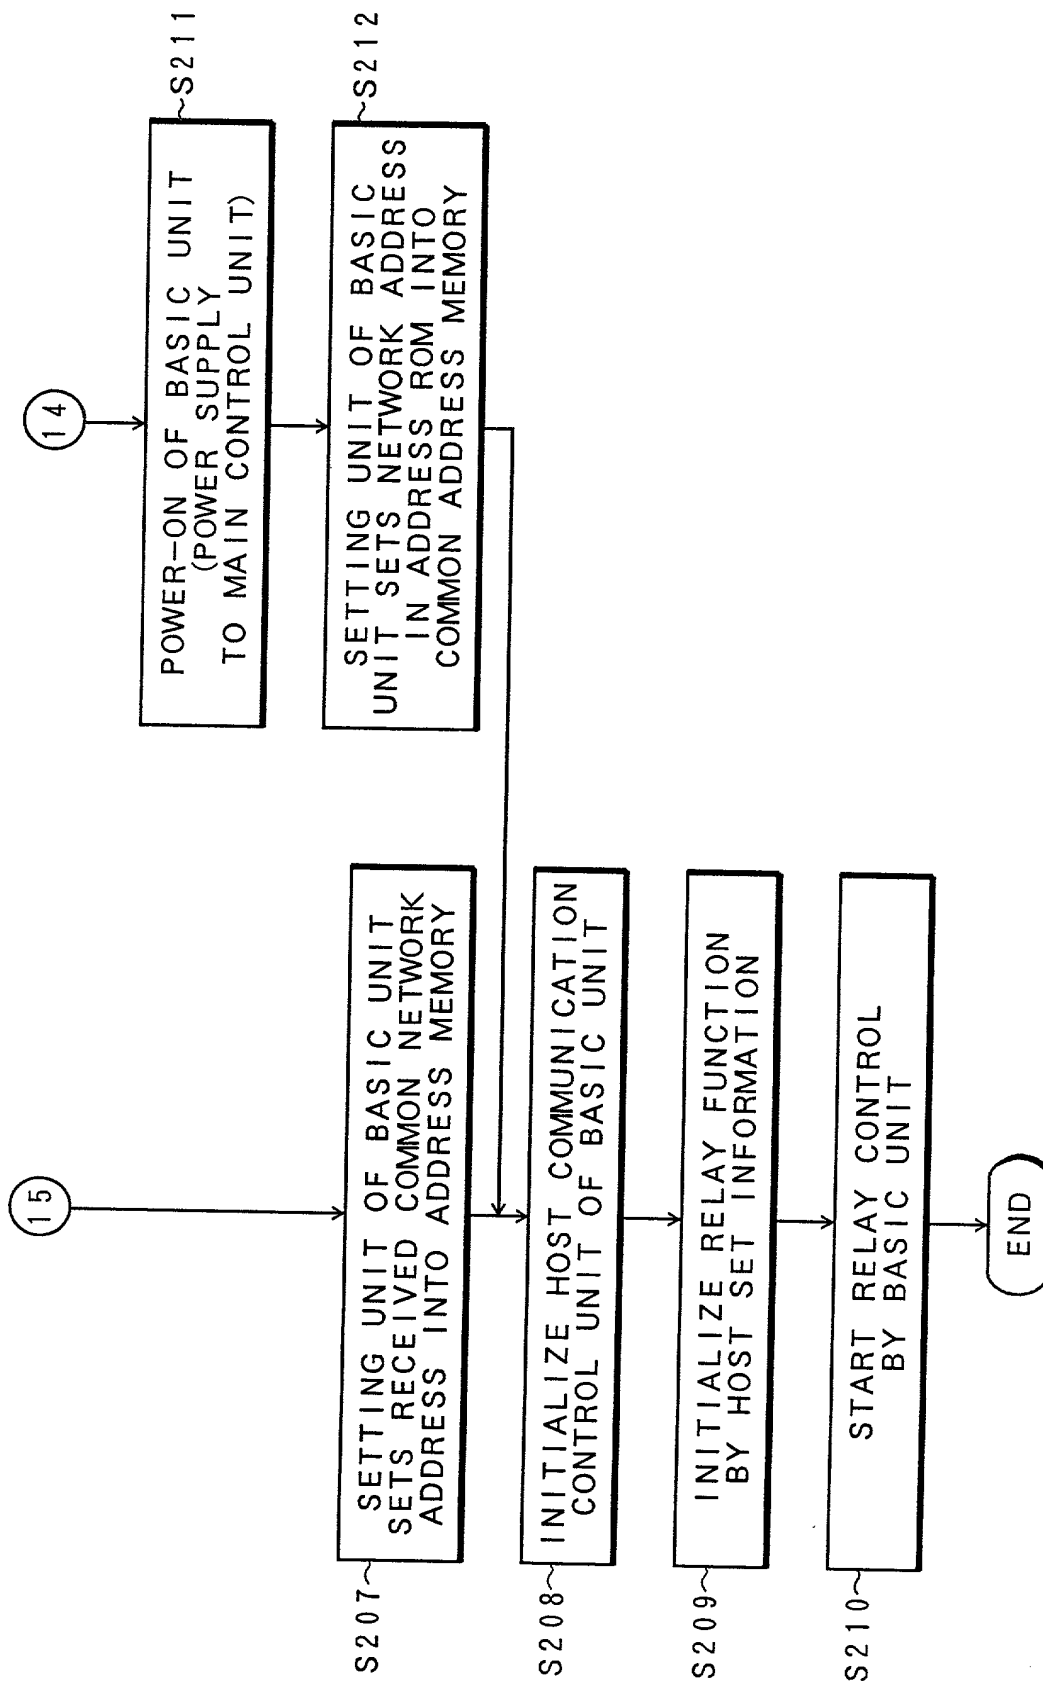 15
SETTING UNIT OF BASIC UNIT
SETS RECEIVED COMMON NETWORK
ADDRESS INTO ADDRESS MEMORY
S207
INITIALIZE HOST COMMUNICATION
CONTROL UNIT OF BASIC UNIT
S208
INITIALIZE RELAY FUNCTION
BY HOST SET INFORMATION
S209
START RELAY CONTROL
BY BASIC UNIT
S210
END
14
POWER-ON OF BASIC UNIT
(POWER SUPPLY
TO MAIN CONTROL UNIT)
S211
SETTING UNIT OF BASIC
UNIT SETS NETWORK ADDRESS
IN ADDRESS ROM INTO
COMMON ADDRESS MEMORY
S212